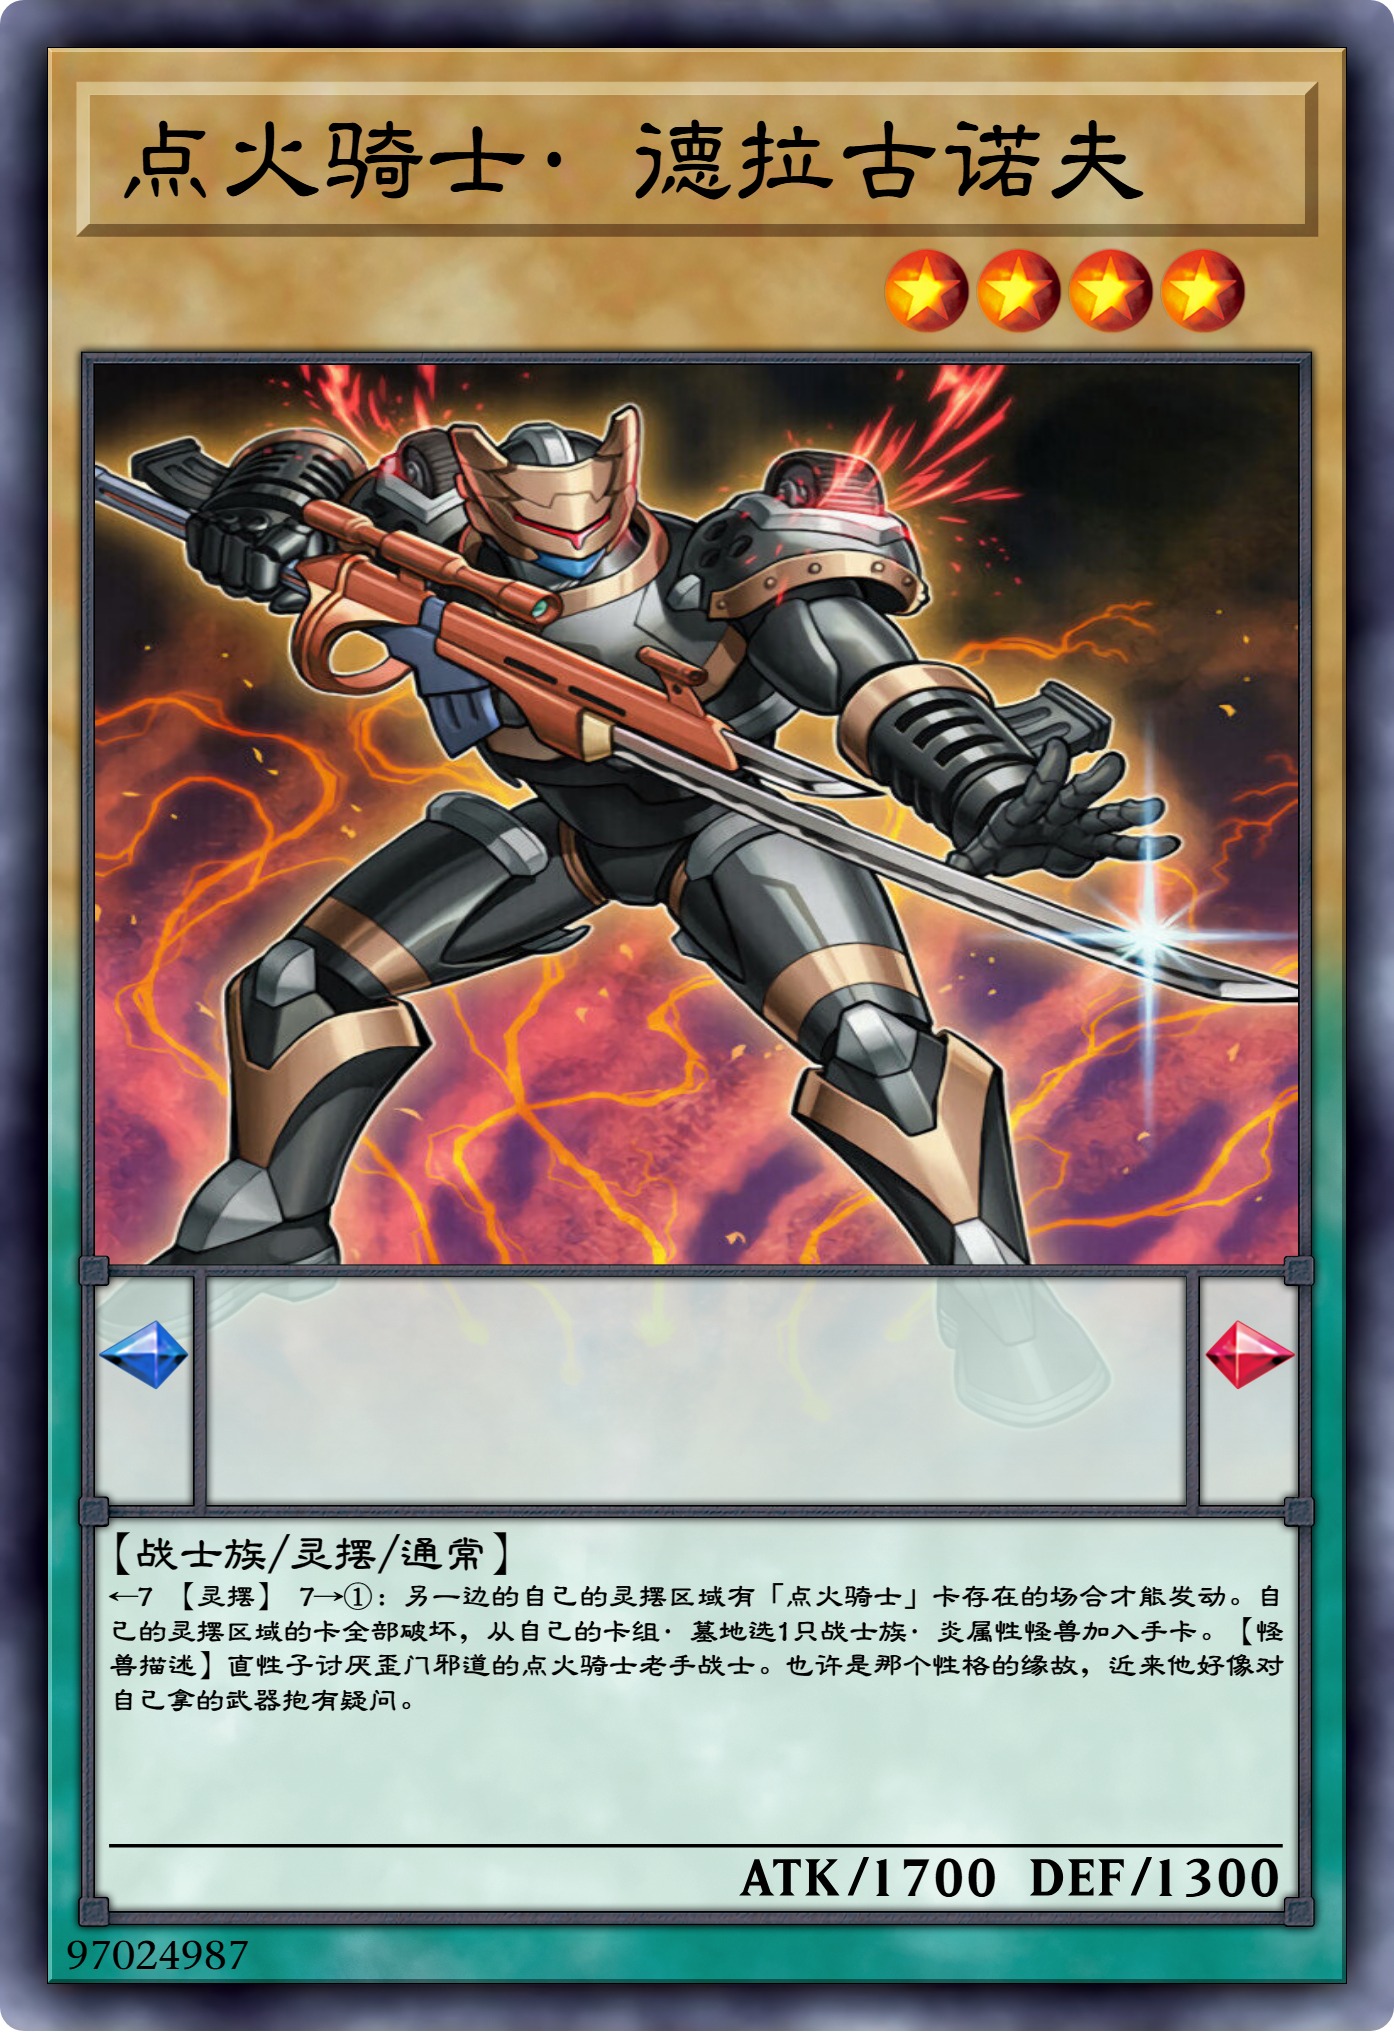 点火骑士·德拉古诺夫
【战士族/灵摆/通常】
←7 【灵摆】 7→①：另一边的自己的灵摆区域有「点火骑士」卡存在的场合才能发动。自
己的灵摆区域的卡全部破坏，从自己的卡组·墓地选1只战士族·炎属性怪兽加入手卡。【怪
兽描述】直性子讨厌歪门邪道的点火骑士老手战士。也许是那个性格的缘故，近来他好像对
自己拿的武器抱有疑问。
ATK/1700 DEF/1300
97024987